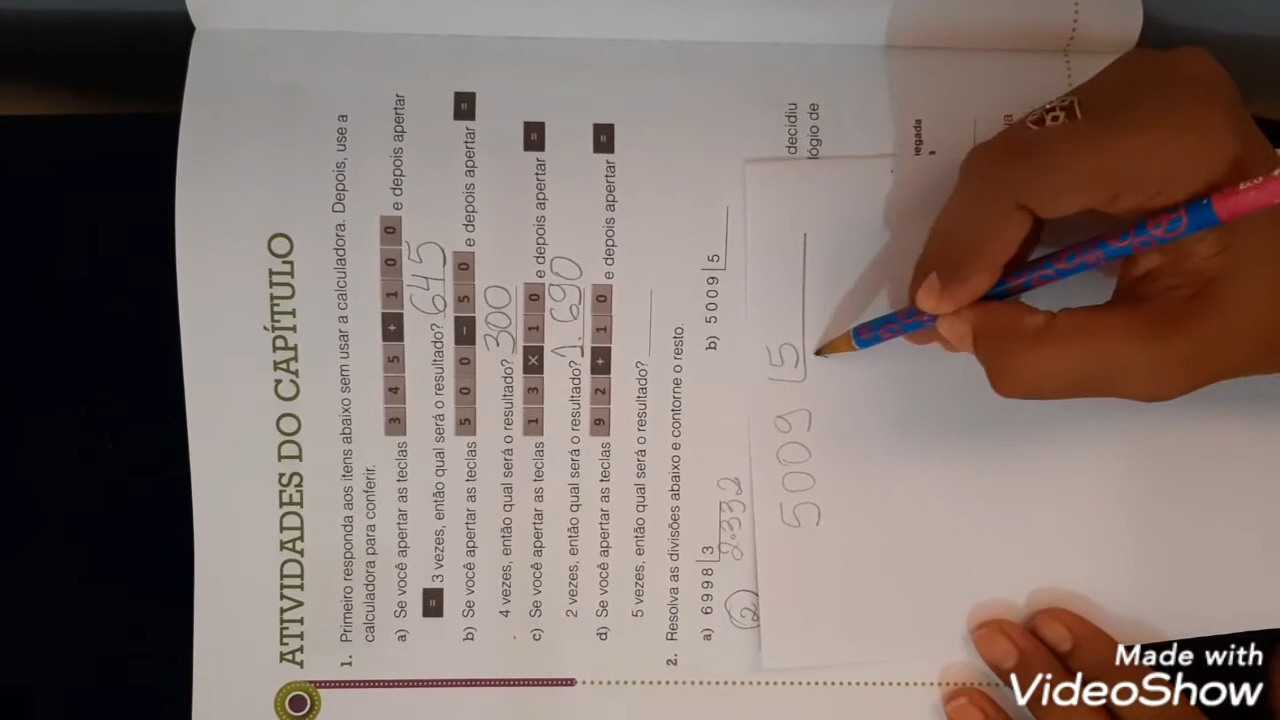 ATIVIDADES DO CAPÍTULO
1. Primeiro responda aos itens abaixo sem usar a calculadora. Depois, use a
calculadora para conferir.
a) Se você apertar as teclas 3 4 5 + 1 0 0 e depois apertar
= 3 vezes, então qual será o resultado? 645
b) Se você apertar as teclas 5 0 0 - 5 0 e depois apertar =
4 vezes, então qual será o resultado? 300
c) Se você apertar as teclas 1 3 × 1 0 e depois apertar =
2 vezes, então qual será o resultado? 1.690
d) Se você apertar as teclas 9 2 + 1 0 e depois apertar =
5 vezes, então qual será o resultado?
2. Resolva as divisões abaixo e contorne o resto.
a) 6998 3 b) 5009 5
2 2.332
5009 5
decidiu
lógio de
Made with
VideoShow